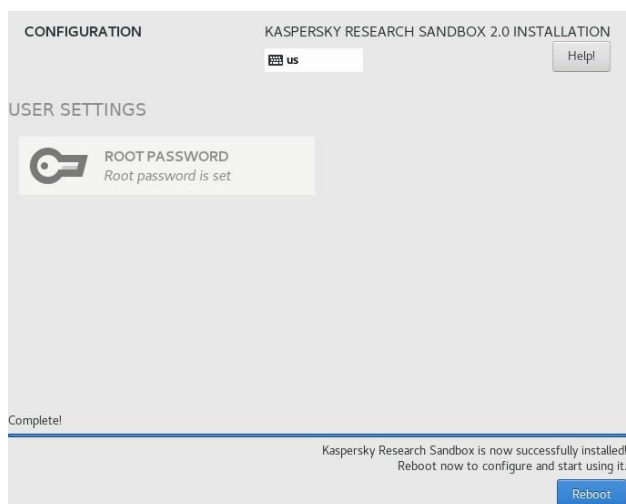 CONFIGURATION
KASPERSKY RESEARCH SANDBOX 2.0 INSTALLATION
us
Help!
USER SETTINGS
ROOT PASSWORD
Root password is set
Complete!
Kaspersky Research Sandbox is now successfully installed!
Reboot now to configure and start using it.
Reboot